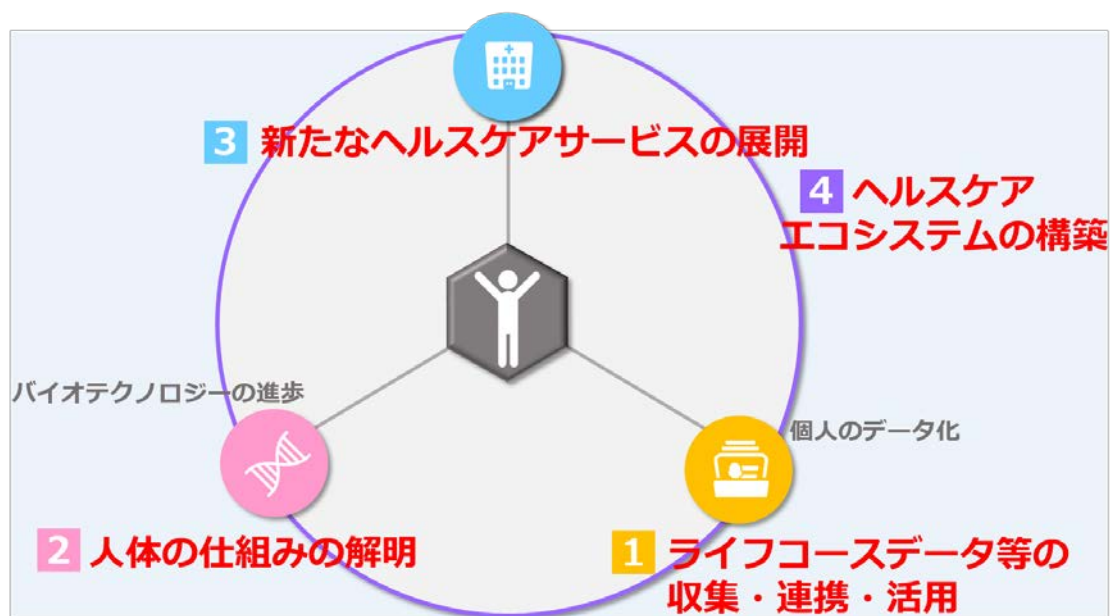 3 新たなヘルスケアサービスの展開
4 ヘルスケア
エコシステムの構築
バイオテクノロジーの進歩
個人のデータ化
2 人体の仕組みの解明
1 ライフコースデータ等の
収集・連携・活用